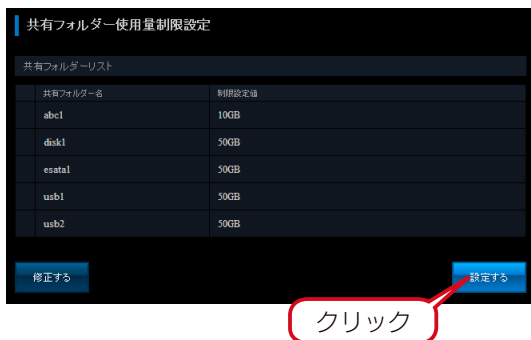 共有フォルダー使用量制限設定
共有フォルダーリスト
共有フォルダー名 制限設定値
abc1 10GB
disk1 50GB
esata1 50GB
usb1 50GB
usb2 50GB
修正する 設定する
クリック